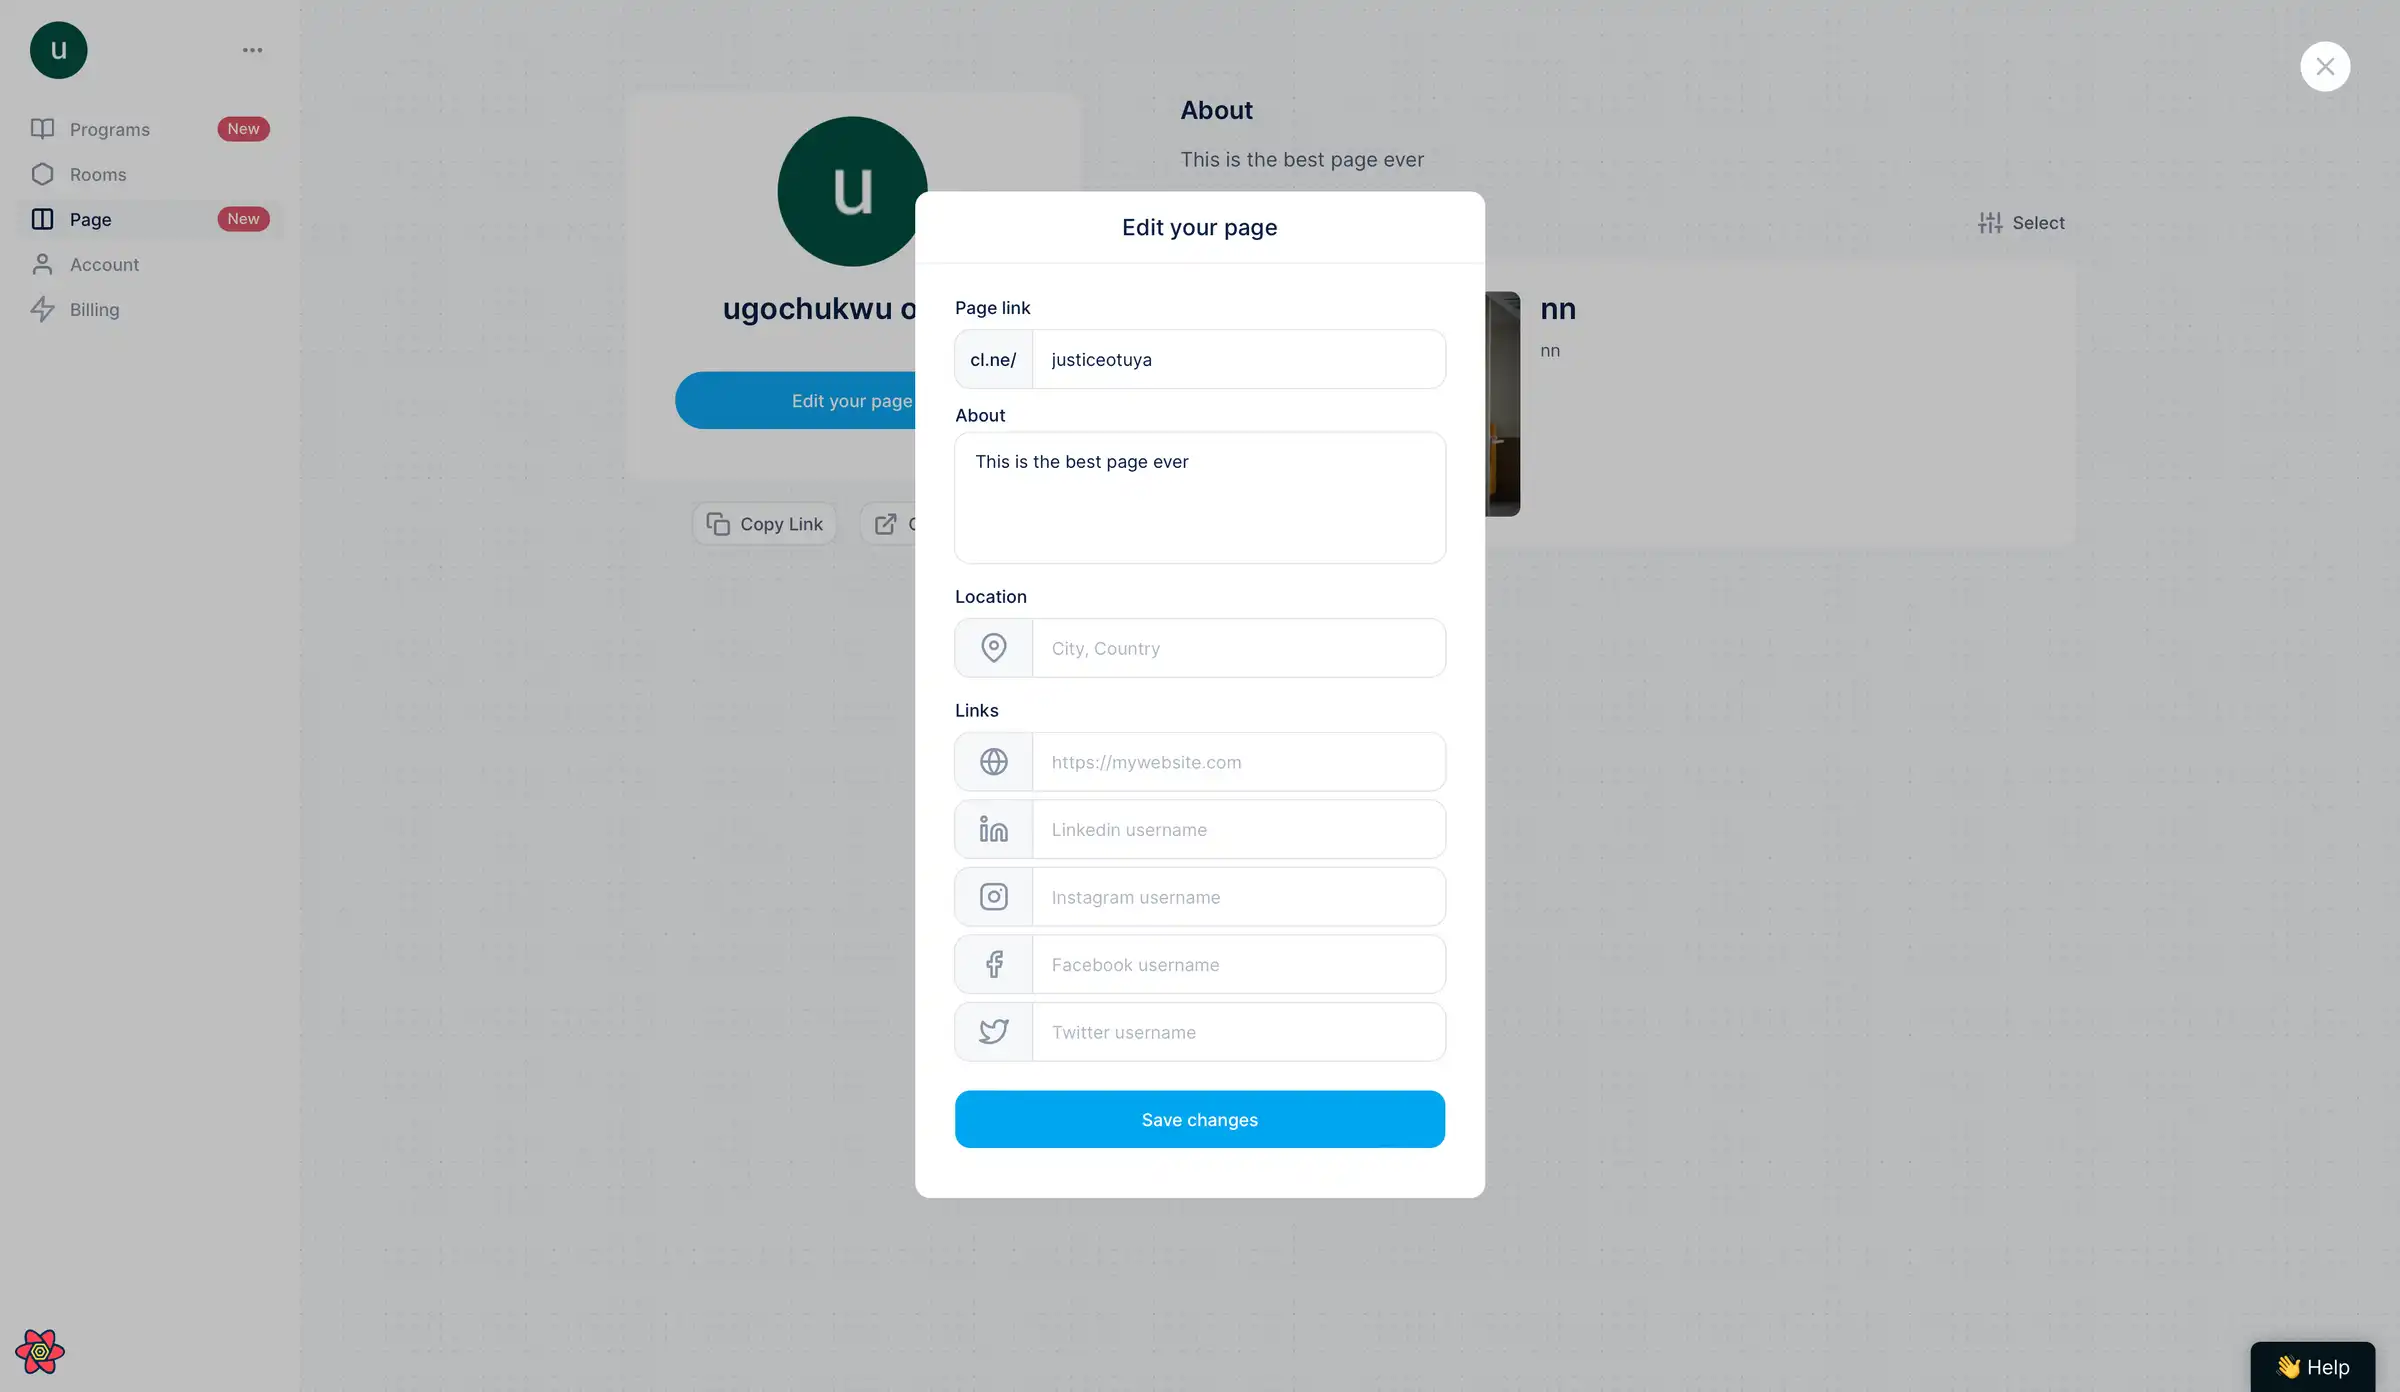 u
Programs New
Rooms
Page New
Account
Billing
u
ugochukwu o
Edit your page
Copy Link
About
This is the best page ever
Select
nn
nn
Edit your page
Page link
cl.ne/ justiceotuya
About
This is the best page ever
Location
City, Country
Links
https://mywebsite.com
Linkedin username
Instagram username
Facebook username
Twitter username
Save changes
👋 Help